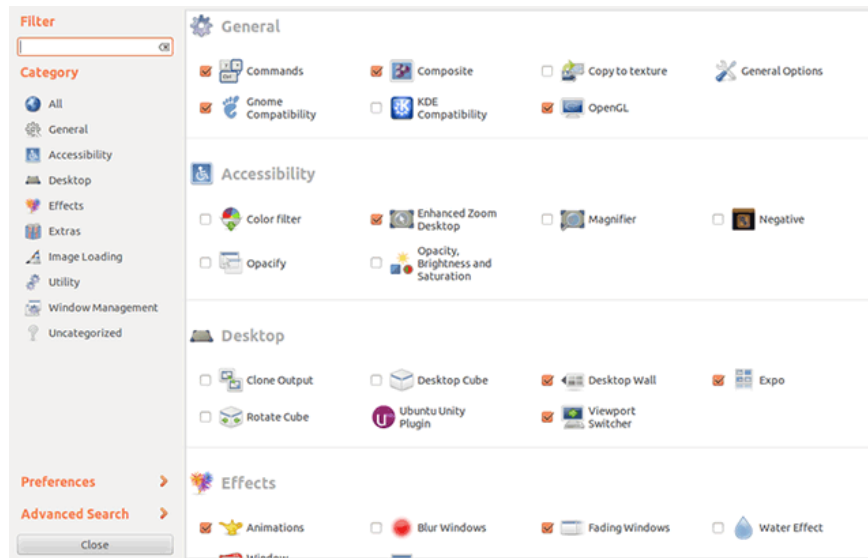 Filter
Category
All
General
Accessibility
Desktop
Effects
Extras
Image Loading
Utility
Window Management
Uncategorized
Preferences
Advanced Search
Close
General
Commands
Composite
Copy to texture
General Options
Gnome
Compatibility
KDE
Compatibility
OpenGL
Accessibility
Color filter
Enhanced Zoom
Desktop
Magnifier
Negative
Opacify
Opacity,
Brightness and
Saturation
Desktop
Clone Output
Desktop Cube
Desktop Wall
Expo
Rotate Cube
Ubuntu Unity
Plugin
Viewport
Switcher
Effects
Animations
Blur Windows
Fading Windows
Water Effect
Window